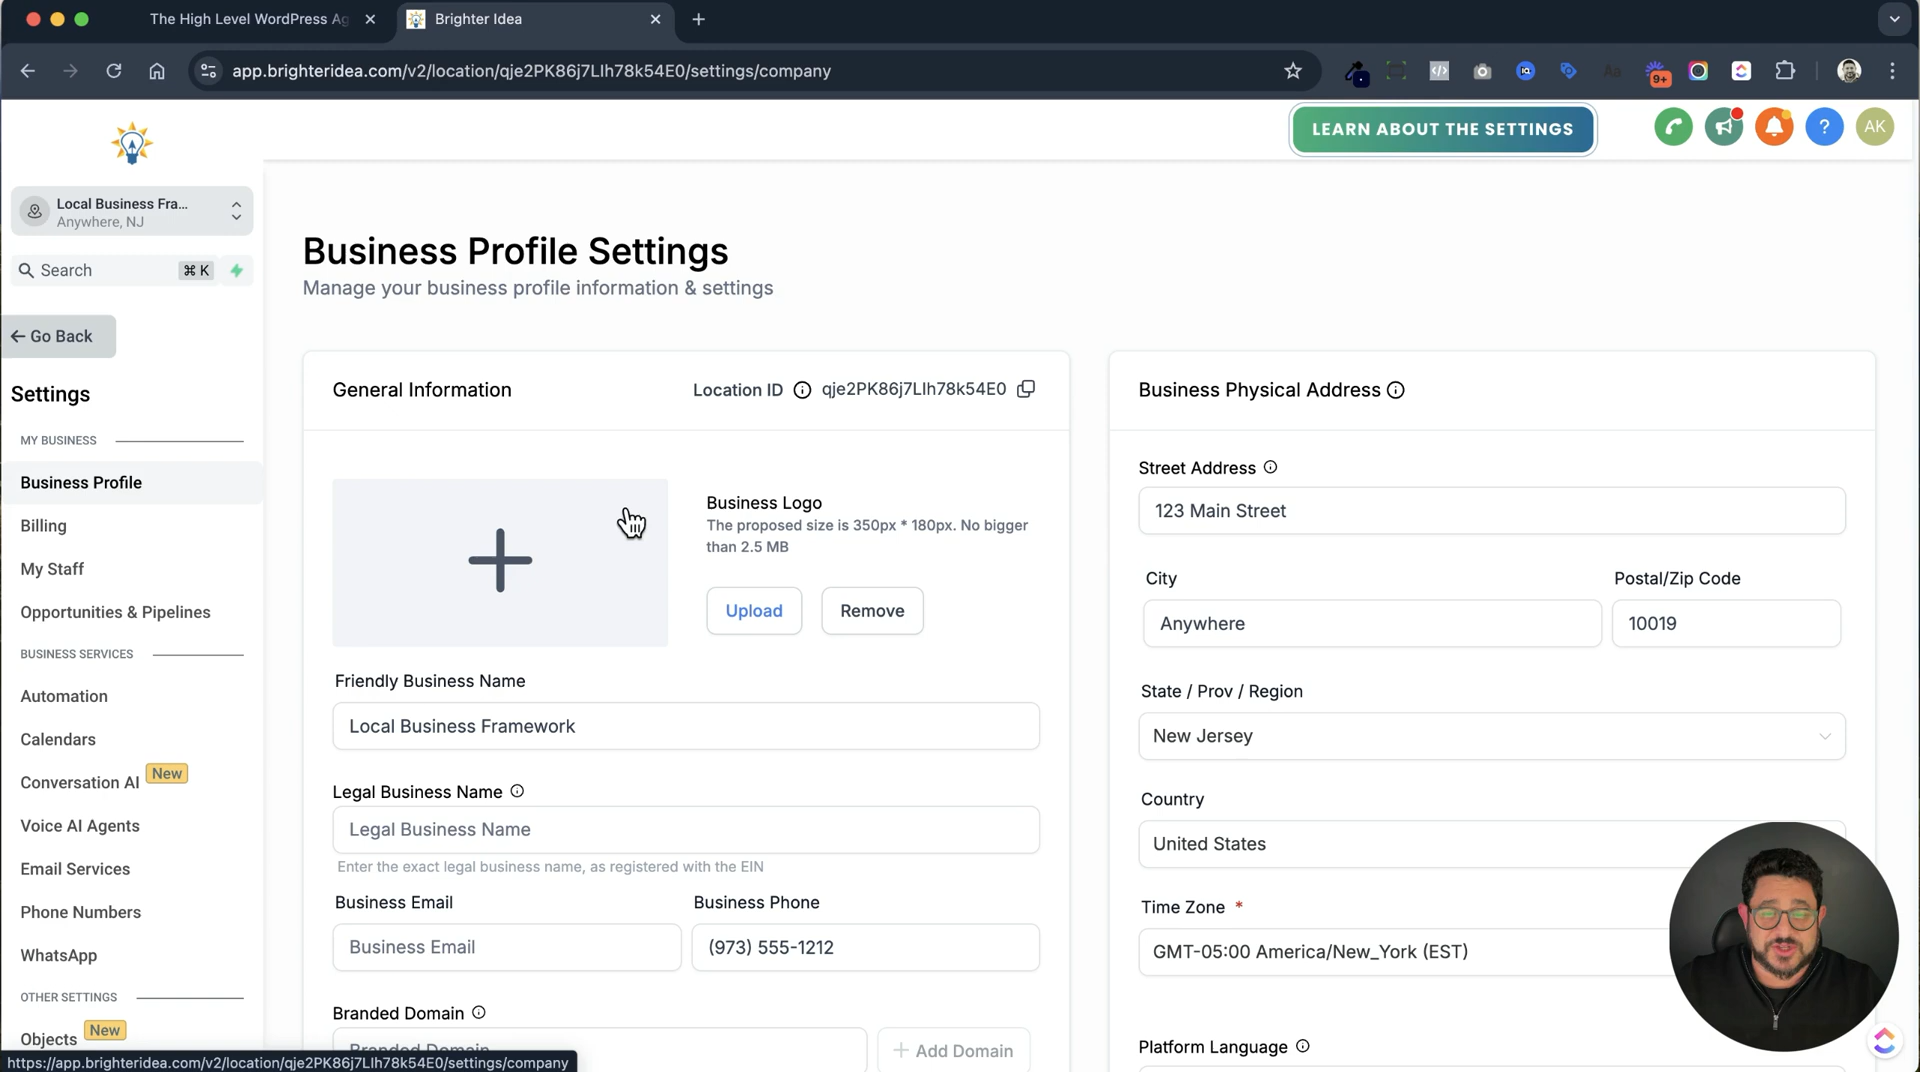 The High Level WordPress Ag
Brighter Idea
app.brighteridea.com/v2/location/qje2PK86j7LIh78k54E0/settings/company
9+
LEARN ABOUT THE SETTINGS
?
AK
Local Business Fra...
Anywhere, NJ
Search
⌘ K
Go Back
Settings
MY BUSINESS
Business Profile
Billing
My Staff
Opportunities & Pipelines
BUSINESS SERVICES
Automation
Calendars
Conversation AI
New
Voice AI Agents
Email Services
Phone Numbers
WhatsApp
OTHER SETTINGS
Objects
New
https://app.brighteridea.com/v2/location/qje2PK86j7LIh78k54E0/settings/company
Business Profile Settings
Manage your business profile information & settings
General Information
Location ID
qje2PK86j7LIh78k54E0
Business Logo
The proposed size is 350px * 180px. No bigger
than 2.5 MB
Upload
Remove
Friendly Business Name
Local Business Framework
Legal Business Name
Legal Business Name
Enter the exact legal business name, as registered with the EIN
Business Email
Business Phone
Business Email
(973) 555-1212
Branded Domain
Branded Domain
Add Domain
Business Physical Address
Street Address
123 Main Street
City
Postal/Zip Code
Anywhere
10019
State / Prov / Region
New Jersey
Country
United States
Time Zone *
GMT-05:00 America/New_York (EST)
Platform Language